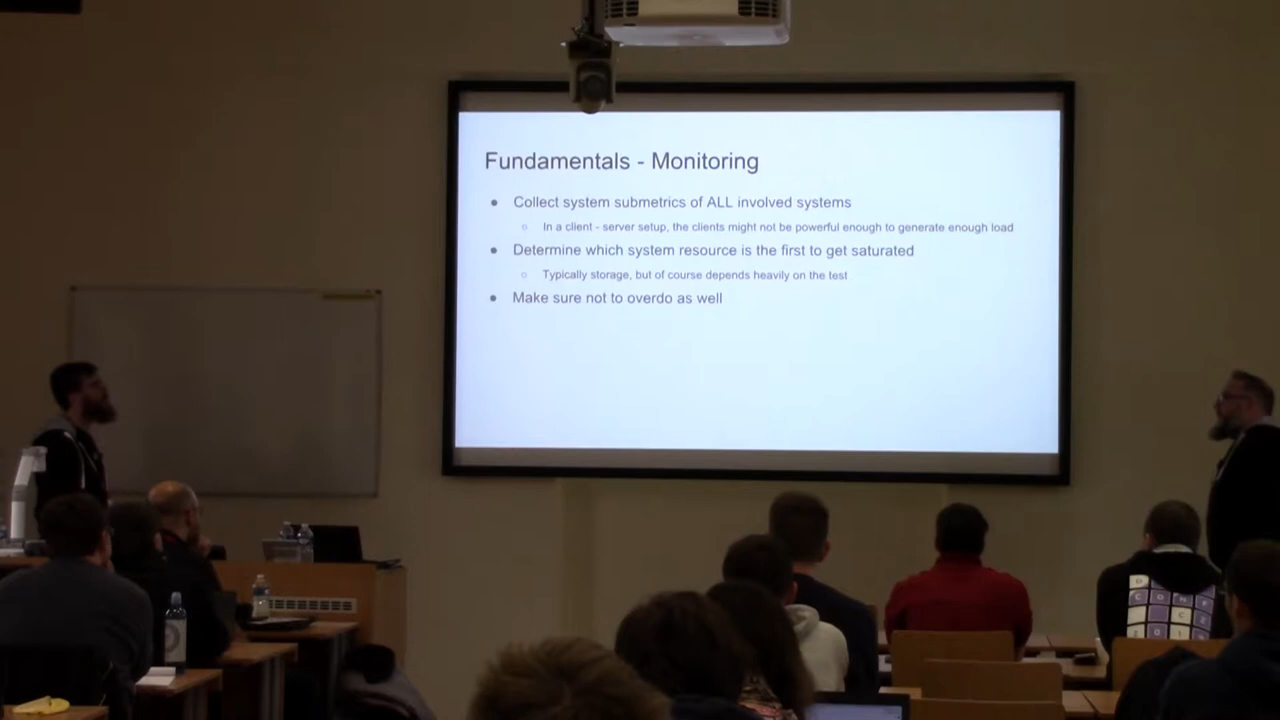 Fundamentals - Monitoring
● Collect system submetrics of ALL involved systems
○ In a client - server setup, the clients might not be powerful enough to generate enough load
● Determine which system resource is the first to get saturated
○ Typically storage, but of course depends heavily on the test
● Make sure not to overdo as well